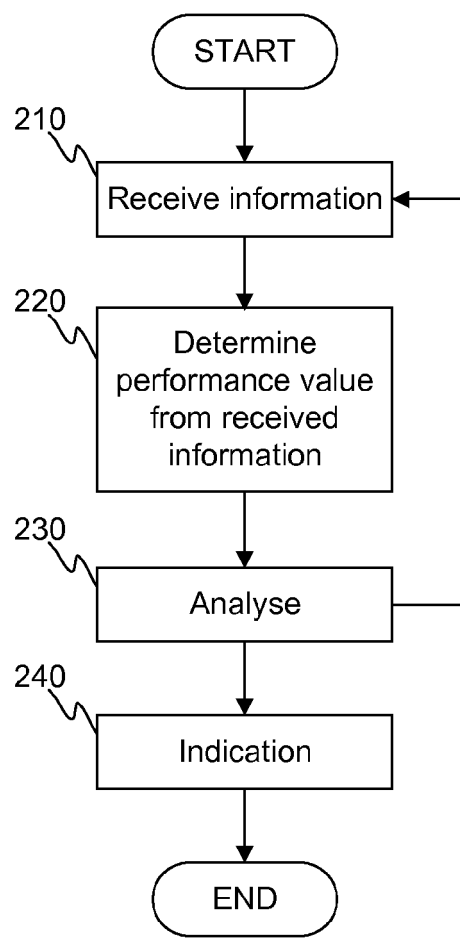 START
210
Receive information
220
Determine
performance value
from received
information
230
Analyse
240
Indication
END